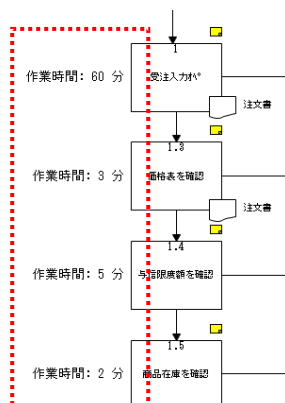 1
作業時間: 60 分
受注入力ｵﾍﾟ
注文書
1.3
作業時間: 3 分
価格表を確認
注文書
1.4
作業時間: 5 分
与信限度額を確認
1.5
作業時間: 2 分
商品在庫を確認